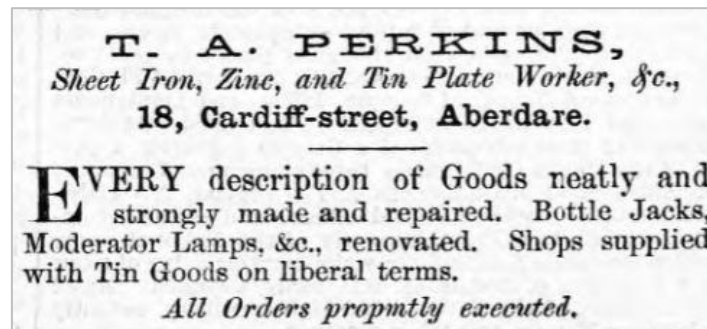 T. A. PERKINS,
Sheet Iron, Zinc, and Tin Plate Worker, &c.,
18, Cardiff-street, Aberdare.
EVERY description of Goods neatly and
strongly made and repaired. Bottle Jacks,
Moderator Lamps, &c., renovated. Shops supplied
with Tin Goods on liberal terms.
All Orders propmtly executed.